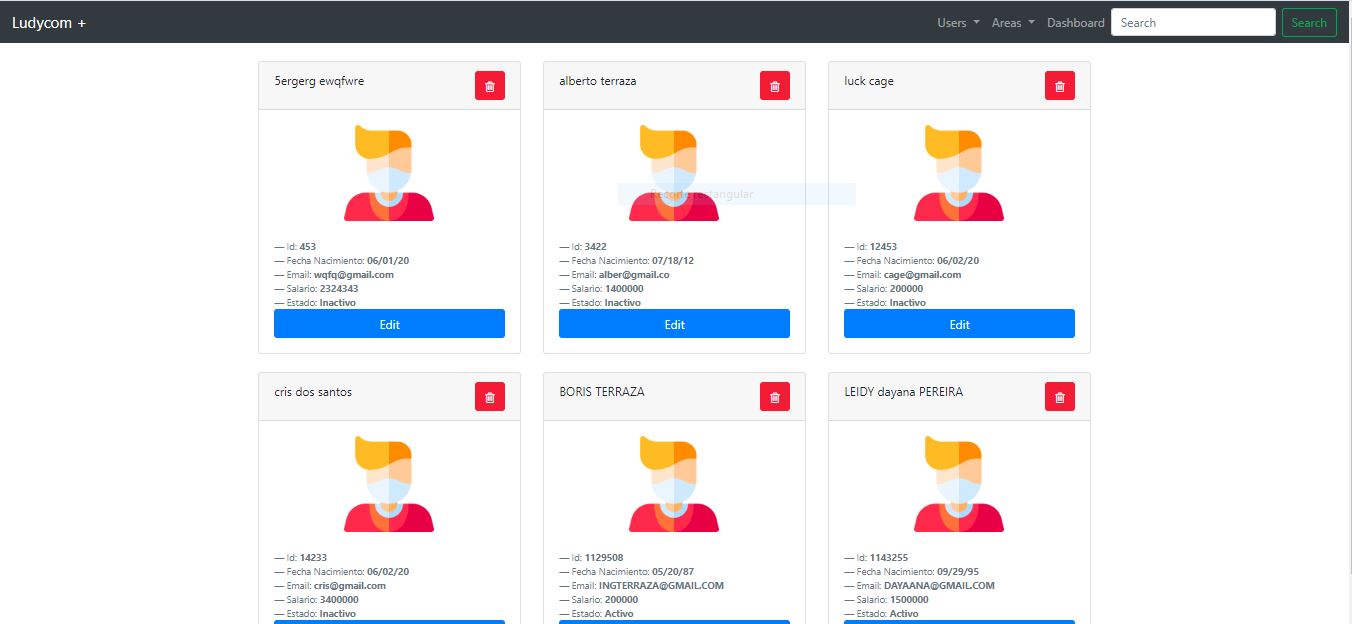 Ludycom +
Users Areas Dashboard Search Search
5ergerg ewqfwre
— Id: 453
— Fecha Nacimiento: 06/01/20
— Email: wqfq@gmail.com
— Salario: 2324343
— Estado: Inactivo
Edit
alberto terraza
Recorte rectangular
— Id: 3422
— Fecha Nacimiento: 07/18/12
— Email: alber@gmail.co
— Salario: 1400000
— Estado: Inactivo
Edit
luck cage
— Id: 12453
— Fecha Nacimiento: 06/02/20
— Email: cage@gmail.com
— Salario: 200000
— Estado: Inactivo
Edit
cris dos santos
— Id: 14233
— Fecha Nacimiento: 06/02/20
— Email: cris@gmail.com
— Salario: 3400000
— Estado: Inactivo
BORIS TERRAZA
— Id: 1129508
— Fecha Nacimiento: 05/20/87
— Email: INGTERRAZA@GMAIL.COM
— Salario: 200000
— Estado: Activo
LEIDY dayana PEREIRA
— Id: 1143255
— Fecha Nacimiento: 09/29/95
— Email: DAYAANA@GMAIL.COM
— Salario: 1500000
— Estado: Activo